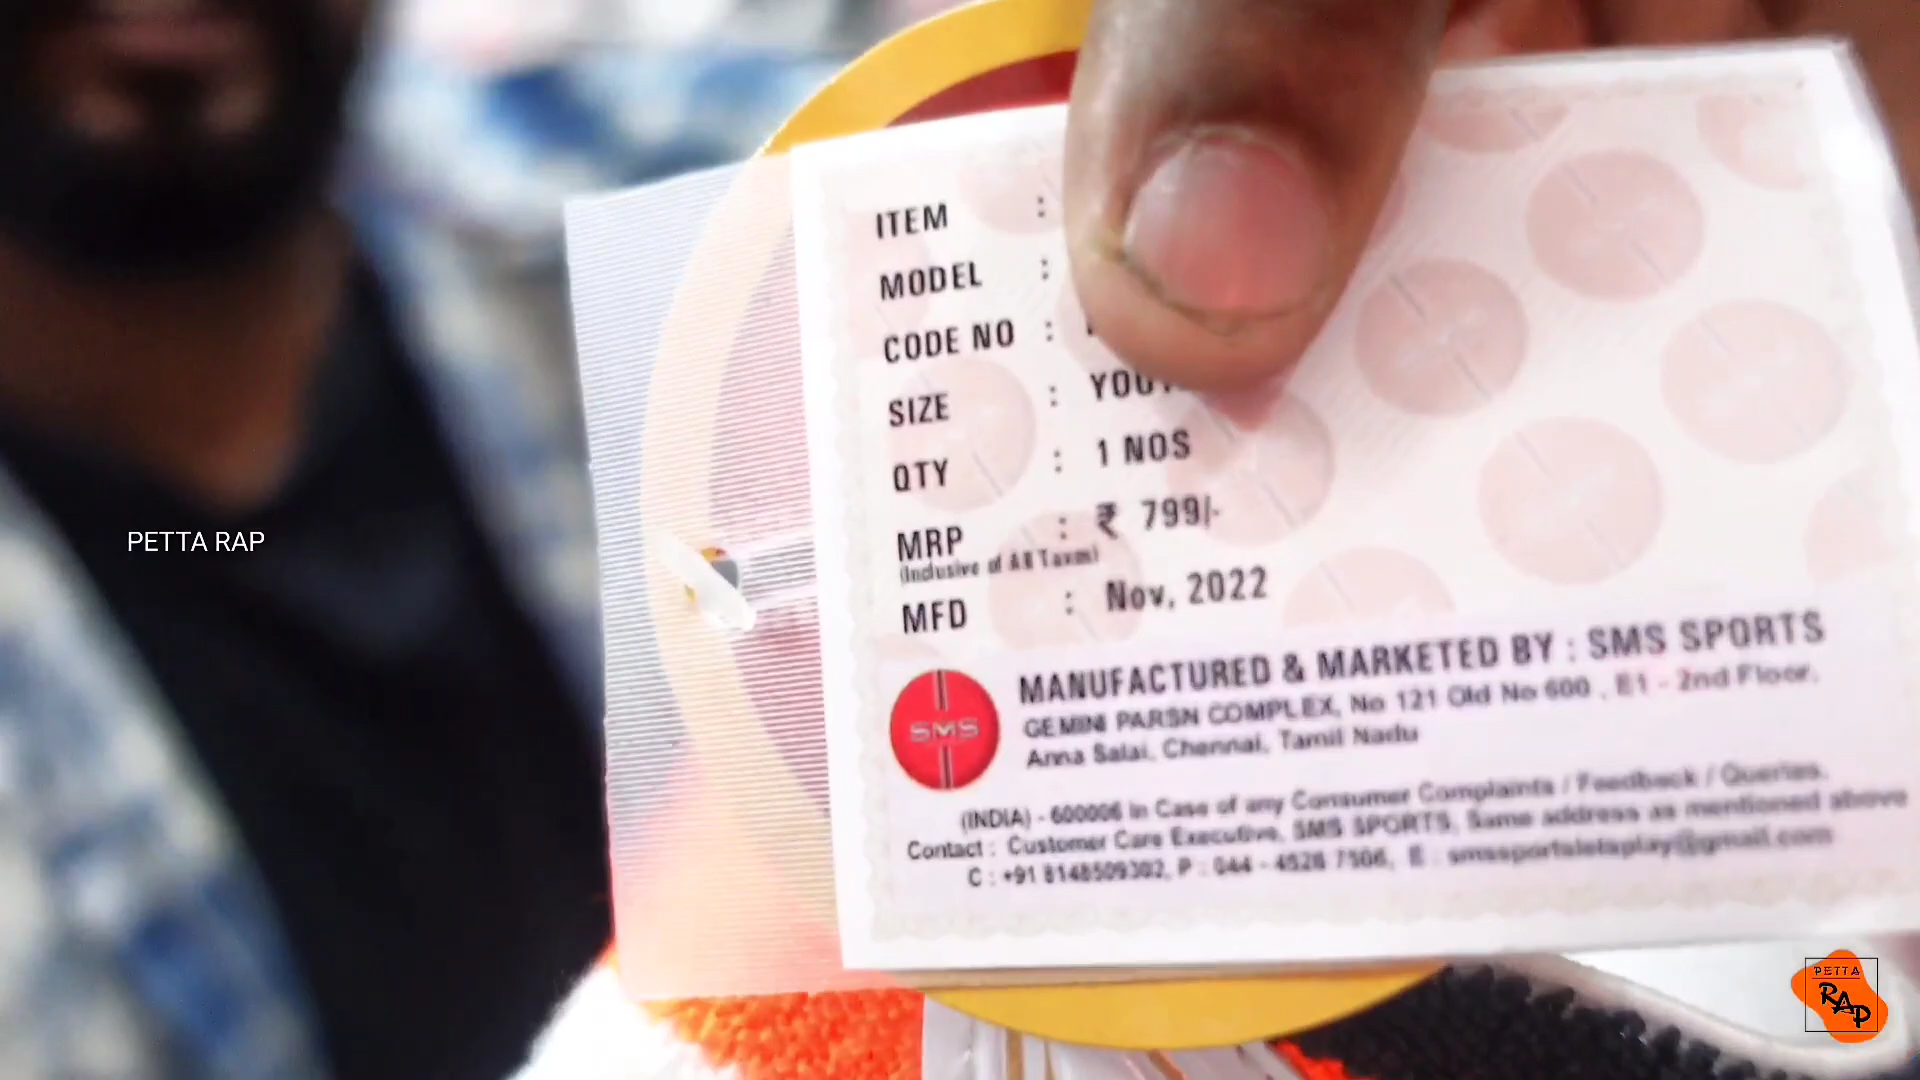 ITEM :
MODEL :
CODE NO :
SIZE :
QTY : 1 NOS
MRP : ₹ 799/-
(Inclusive of All Taxes)
MFD : Nov, 2022
MANUFACTURED & MARKETED BY : SMS SPORTS
GEMINI PARSN COMPLEX, No 121 Old No 600 , E1 - 2nd Floor,
SMS
Anna Salai, Chennai, Tamil Nadu
(INDIA) - 600006 In Case of any Consumer Complaints / Feedback / Queries,
Contact : Customer Care Executive, SMS SPORTS, Same address as mentioned above
C : +91 8148509302, P : 044 - 4528 7506, E : smssportsletsplay@gmail.com
PETTA RAP
PETTA
RAP